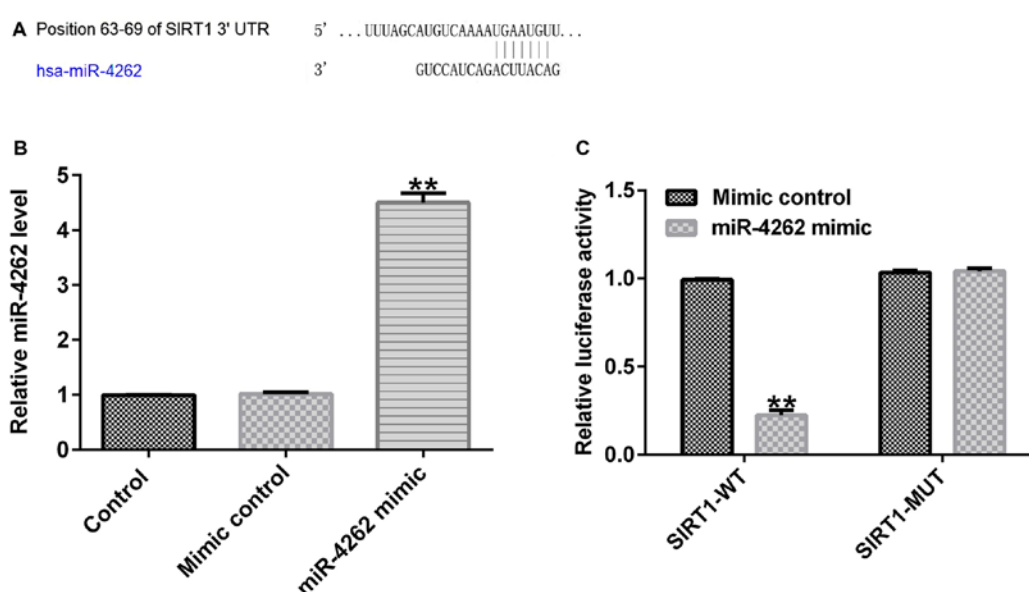 A Position 63-69 of SIRT1 3' UTR 5' ...UUUAGCAUGUCAAAAUGAAUGUU...
hsa-miR-4262 3' GUCCAUCAGACUUACAG
B
Relative miR-4262 level
5
4
3
2
1
0
**
Control
Mimic control
miR-4262 mimic
C
Relative luciferase activity
1.5
1.0
0.5
0.0
Mimic control
miR-4262 mimic
**
SIRT1-WT
SIRT1-MUT